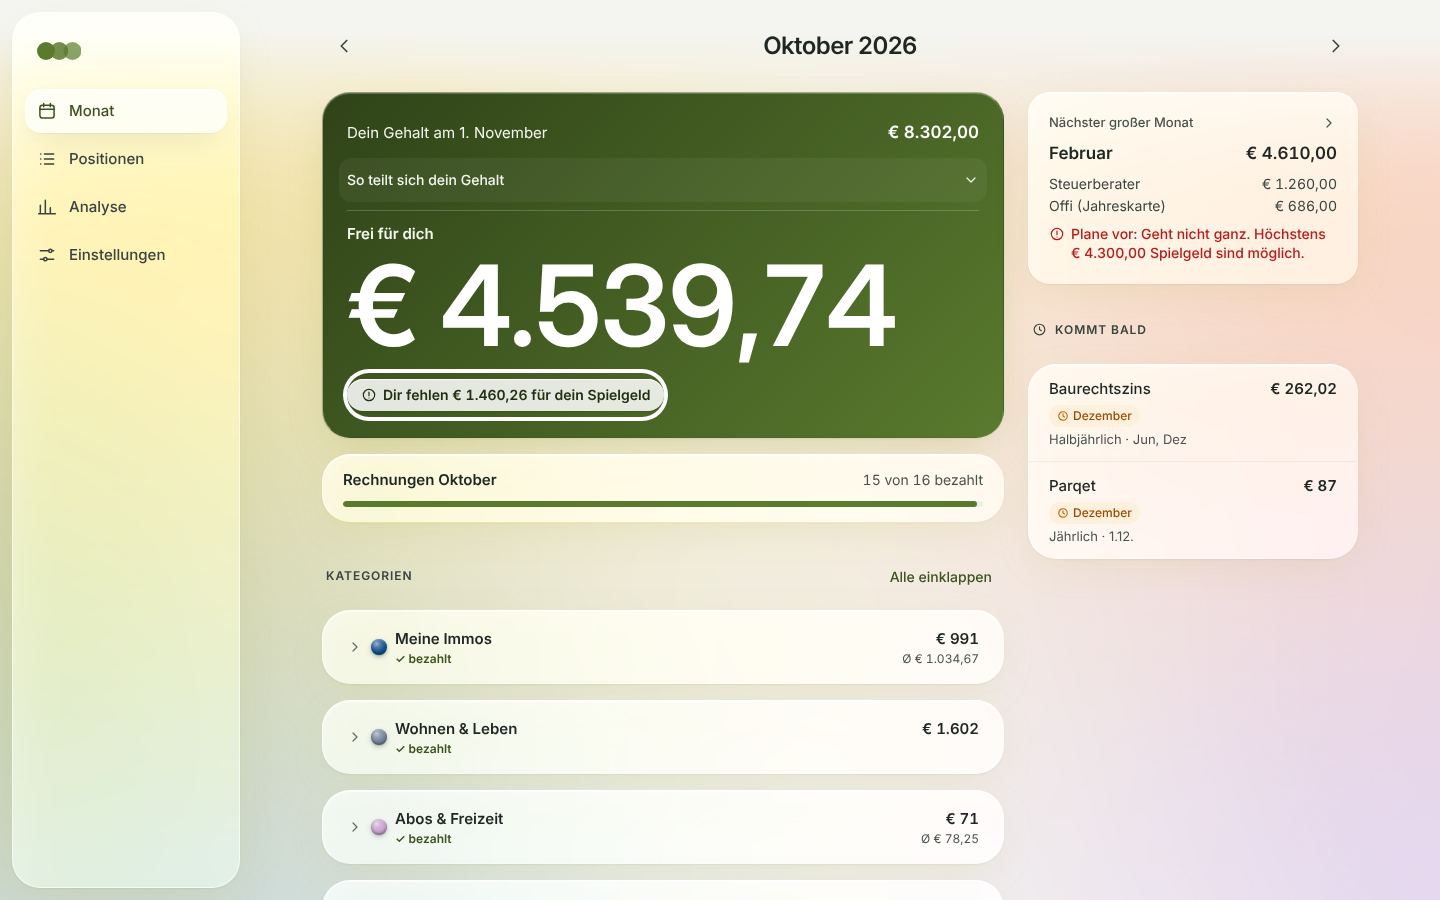 Monat
Positionen
Analyse
Einstellungen
Oktober 2026
Dein Gehalt am 1. November
€ 8.302,00
So teilt sich dein Gehalt
Frei für dich
€ 4.539,74
Dir fehlen € 1.460,26 für dein Spielgeld
Rechnungen Oktober
15 von 16 bezahlt
KATEGORIEN
Alle einklappen
Meine Immos
€ 991
✓ bezahlt
Ø € 1.034,67
Wohnen & Leben
€ 1.602
✓ bezahlt
Abos & Freizeit
€ 71
✓ bezahlt
Ø € 78,25
Nächster großer Monat
Februar
€ 4.610,00
Steuerberater
€ 1.260,00
Offi (Jahreskarte)
€ 686,00
Plane vor: Geht nicht ganz. Höchstens
€ 4.300,00 Spielgeld sind möglich.
KOMMT BALD
Baurechtszins
€ 262,02
Dezember
Halbjährlich · Jun, Dez
Parqet
€ 87
Dezember
Jährlich · 1.12.